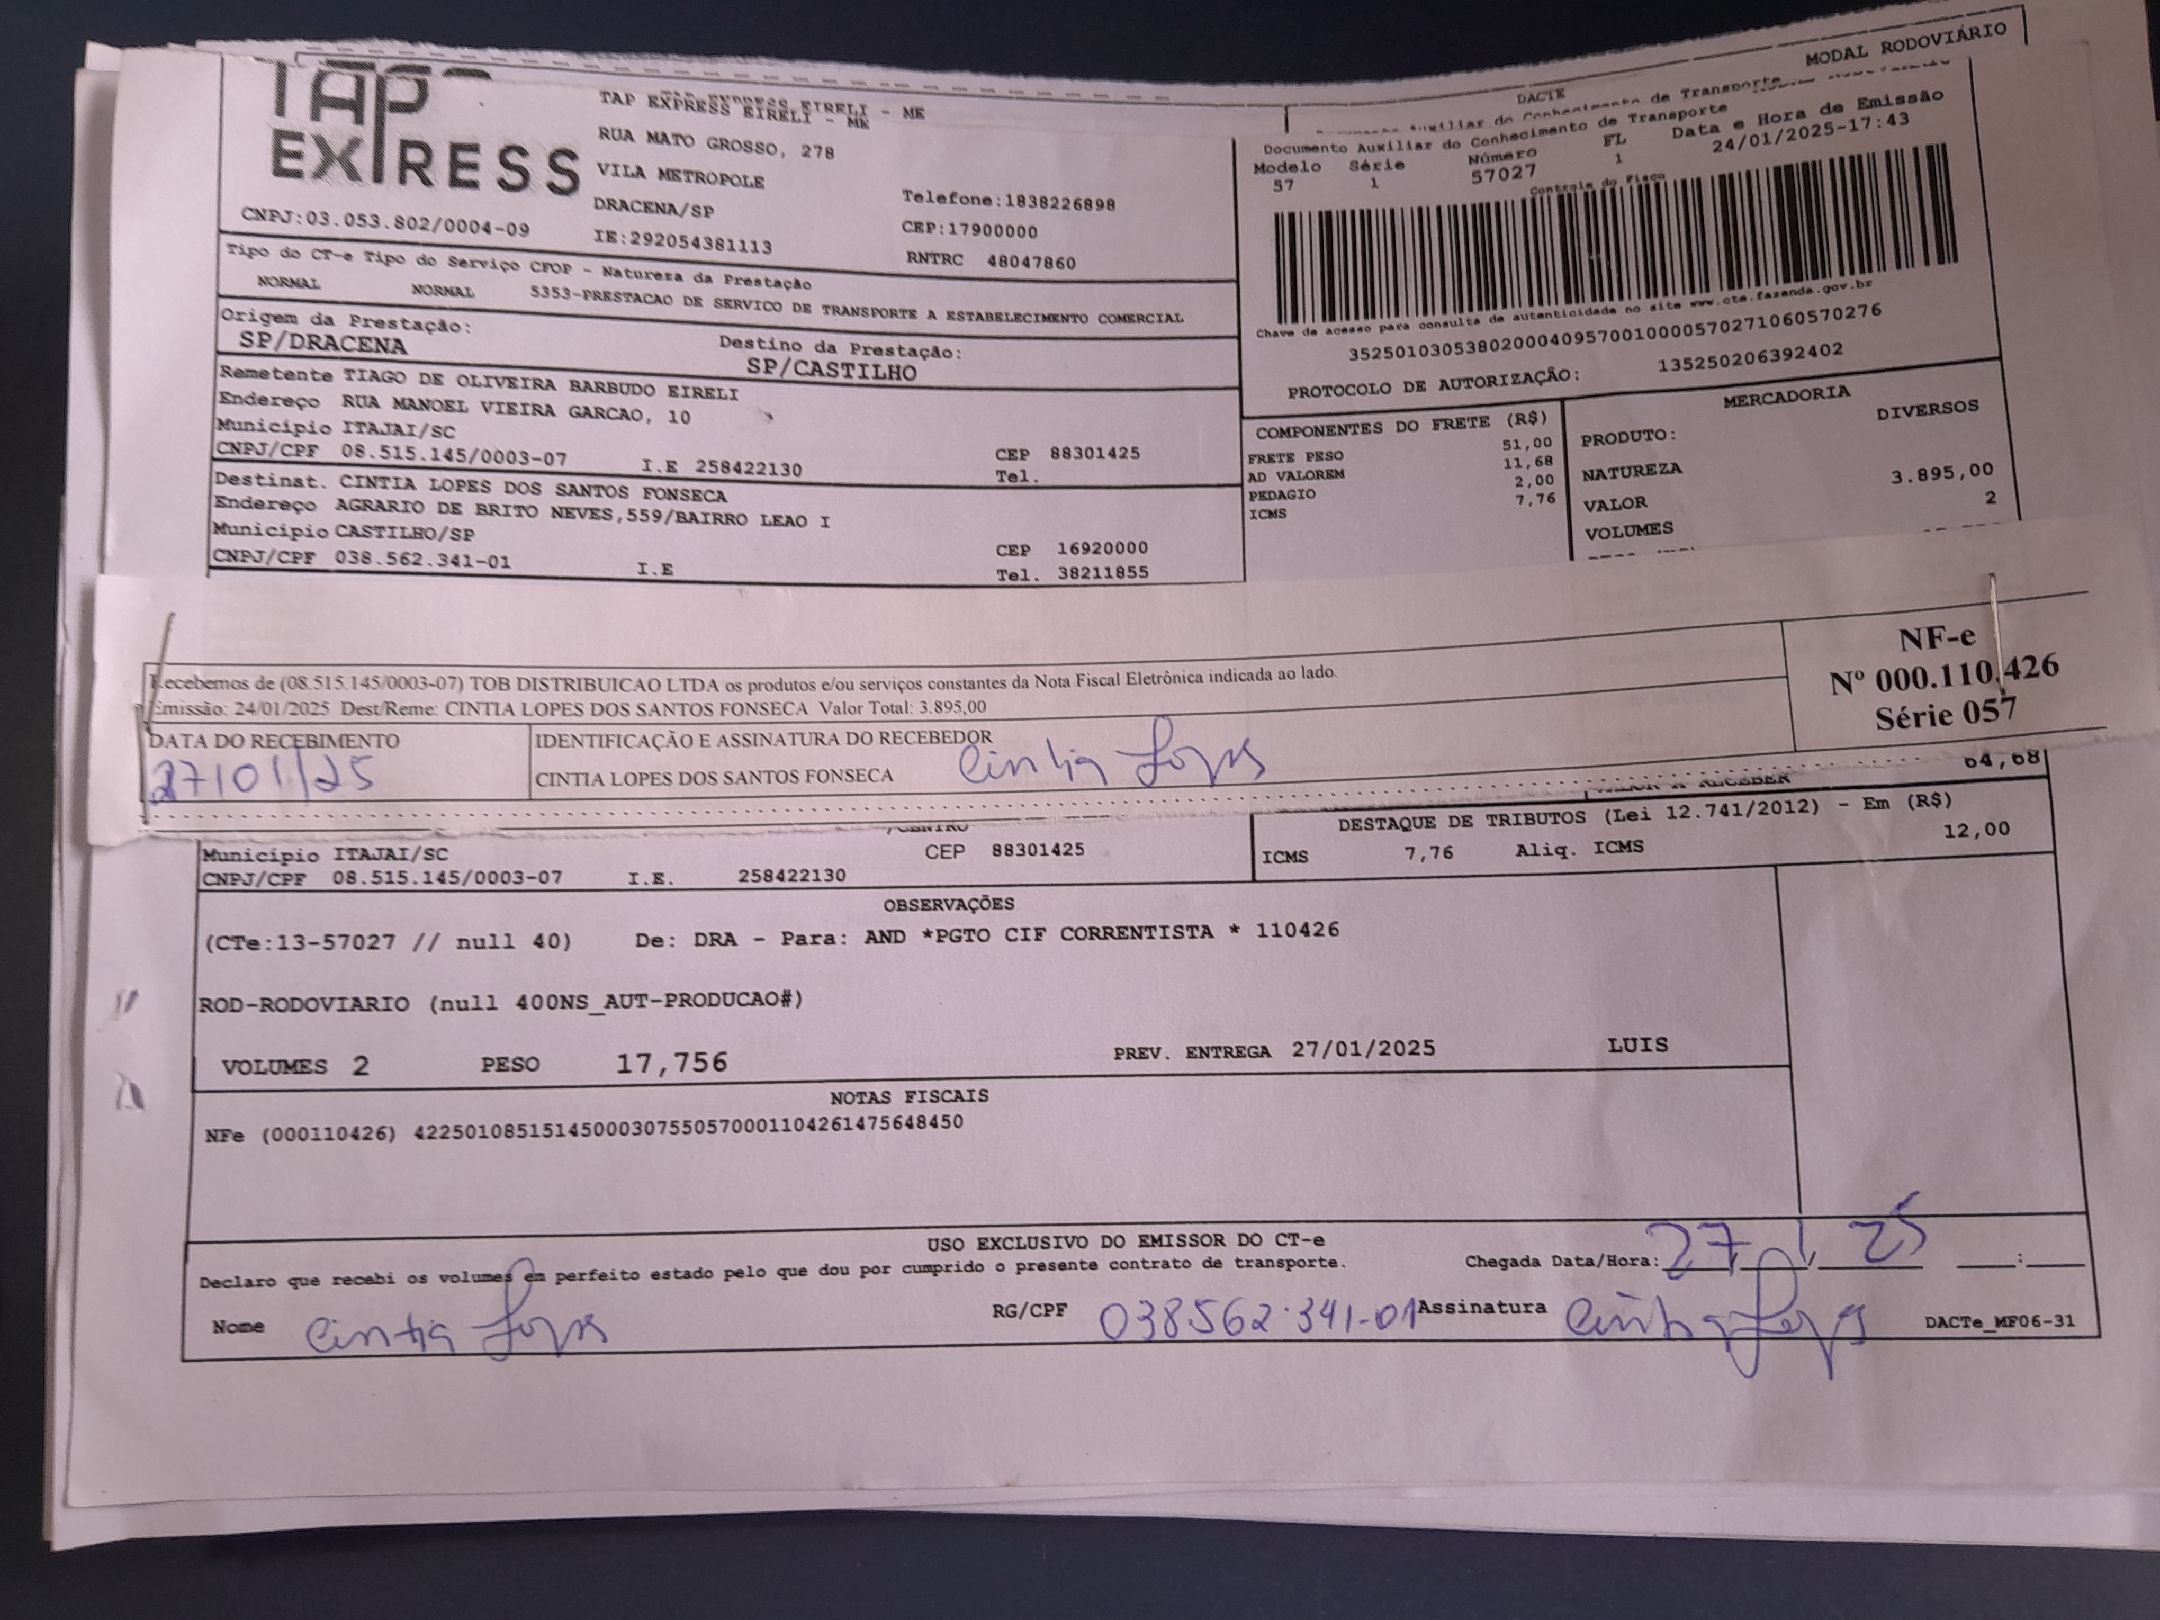 MODAL RODOVIÁRIO
TAP
EXPRESS
CNPJ:03.053.802/0004-09
TAP EXPRESS EIRELI - ME
RUA MATO GROSSO, 278
VILA METROPOLE
DRACENA/SP
IE:292054381113
Telefone:1838226898
CEP:17900000
RNTRC 48047860
DACTE
Documento Auxiliar do Conhecimento de Transporte
Modelo Série Número FL Data e Hora de Emissão
57 1 57027 1 24/01/2025-17:43
Controle do Fisco
Chave de acesso para consulta de autenticidade no site www.cte.fazenda.gov.br
35250103053802000409570010000570271060570276
PROTOCOLO DE AUTORIZAÇÃO: 135250206392402
Tipo do CT-e Tipo do Serviço CFOP - Natureza da Prestação
NORMAL NORMAL 5353-PRESTACAO DE SERVICO DE TRANSPORTE A ESTABELECIMENTO COMERCIAL
Origem da Prestação: Destino da Prestação:
SP/DRACENA SP/CASTILHO
Remetente TIAGO DE OLIVEIRA BARBUDO EIRELI
Endereço RUA MANOEL VIEIRA GARCAO, 10
Município ITAJAI/SC CEP 88301425
CNPJ/CPF 08.515.145/0003-07 I.E 258422130 Tel.
Destinat. CINTIA LOPES DOS SANTOS FONSECA
Endereço AGRARIO DE BRITO NEVES,559/BAIRRO LEAO I
Município CASTILHO/SP CEP 16920000
CNPJ/CPF 038.562.341-01 I.E Tel. 38211855
COMPONENTES DO FRETE (R$)
FRETE PESO 51,00
AD VALOREM 11,68
PEDAGIO 2,00
ICMS 7,76
MERCADORIA
PRODUTO: DIVERSOS
NATUREZA
VALOR 3.895,00
VOLUMES 2
Recebemos de (08.515.145/0003-07) TOB DISTRIBUICAO LTDA os produtos e/ou serviços constantes da Nota Fiscal Eletrônica indicada ao lado.
Emissão: 24/01/2025 Dest/Reme: CINTIA LOPES DOS SANTOS FONSECA Valor Total: 3.895,00
DATA DO RECEBIMENTO
27/01/25
IDENTIFICAÇÃO E ASSINATURA DO RECEBEDOR
CINTIA LOPES DOS SANTOS FONSECA Cintia Lopes
NF-e
Nº 000.110.426
Série 057
64,68
Município ITAJAI/SC CEP 88301425
CNPJ/CPF 08.515.145/0003-07 I.E. 258422130
DESTAQUE DE TRIBUTOS (Lei 12.741/2012) - Em (R$)
ICMS 7,76 Aliq. ICMS 12,00
OBSERVAÇÕES
(CTe:13-57027 // null 40) De: DRA - Para: AND *PGTO CIF CORRENTISTA * 110426
ROD-RODOVIARIO (null 400NS_AUT-PRODUCAO#)
VOLUMES 2 PESO 17,756 PREV. ENTREGA 27/01/2025 LUIS
NOTAS FISCAIS
NFe (000110426) 42250108515145000307550570001104261475648450
USO EXCLUSIVO DO EMISSOR DO CT-e
Declaro que recebi os volumes em perfeito estado pelo que dou por cumprido o presente contrato de transporte.
Chegada Data/Hora: 27/1/25 :
Nome Cintia Lopes RG/CPF 038562.341-01 Assinatura Cintia Lopes
DACTe_MF06-31